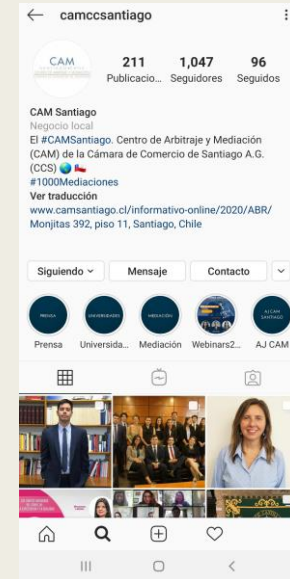 camccsantiago
CAM
211 1,047 96
Publicacio... Seguidores Seguidos
CAM Santiago
Negocio local
El #CAMSantiago. Centro de Arbitraje y Mediación
(CAM) de la Cámara de Comercio de Santiago A.G.
(CCS) 🌎 🇨🇱
#1000Mediaciones
Ver traducción
www.camsantiago.cl/informativo-online/2020/ABR/
Monjitas 392, piso 11, Santiago, Chile
Siguiendo Mensaje Contacto
PRENSA UNIVERSIDADES MEDIACIÓN AJ CAM
SANTIAGO
Prensa Universida... Mediación Webinars2... AJ CAM